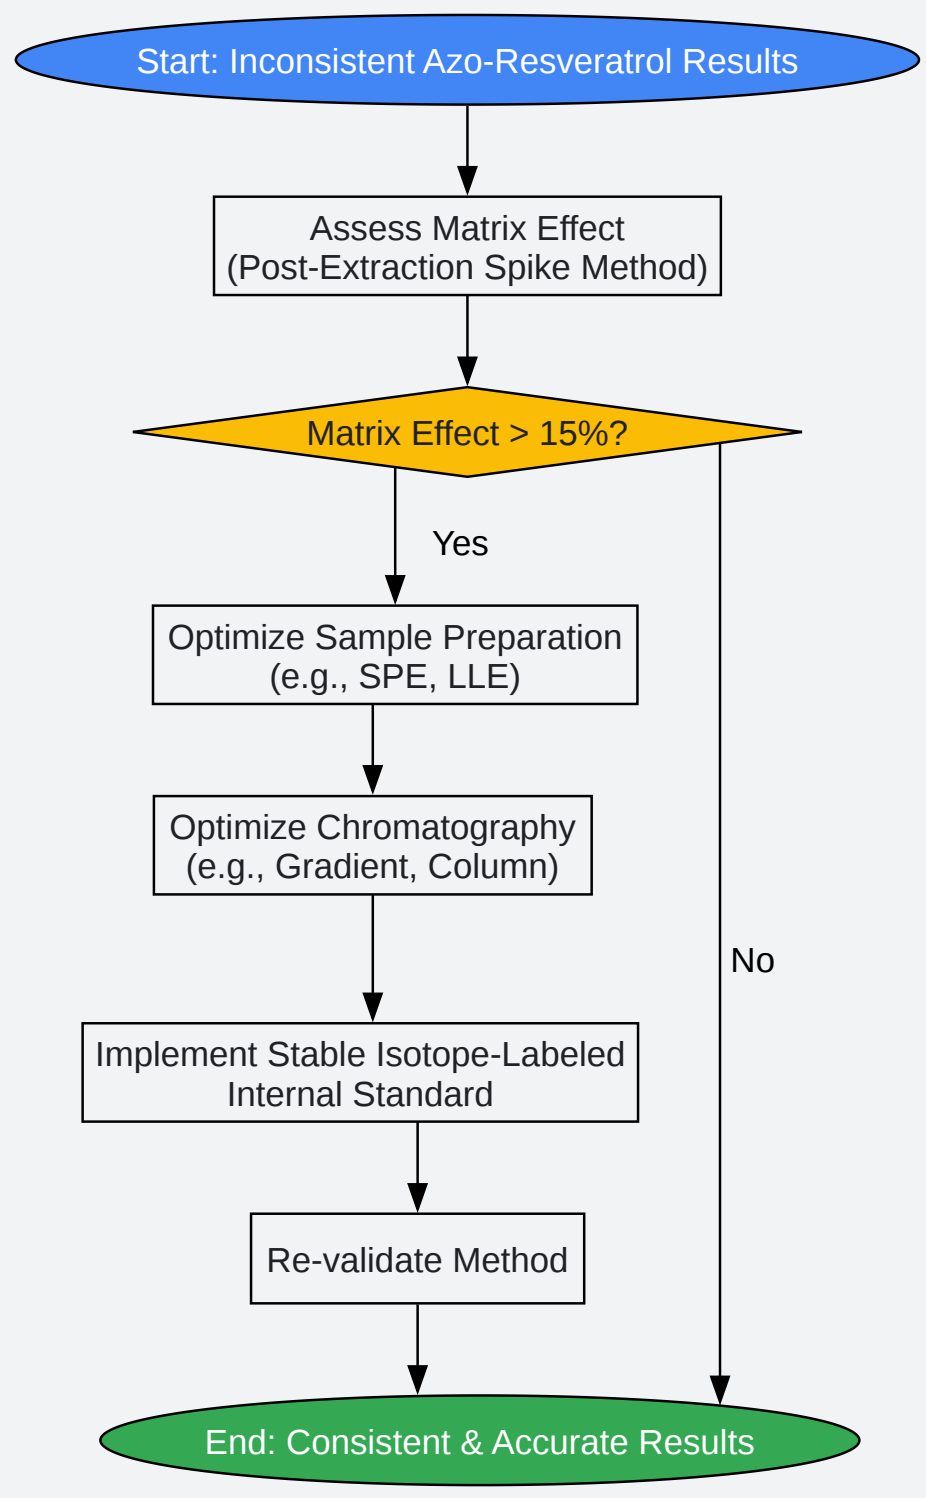 Start: Inconsistent Azo-Resveratrol Results
Assess Matrix Effect
(Post-Extraction Spike Method)
Matrix Effect > 15%?
Yes
Optimize Sample Preparation
(e.g., SPE, LLE)
Optimize Chromatography
(e.g., Gradient, Column)
No
Implement Stable Isotope-Labeled
Internal Standard
Re-validate Method
End: Consistent & Accurate Results